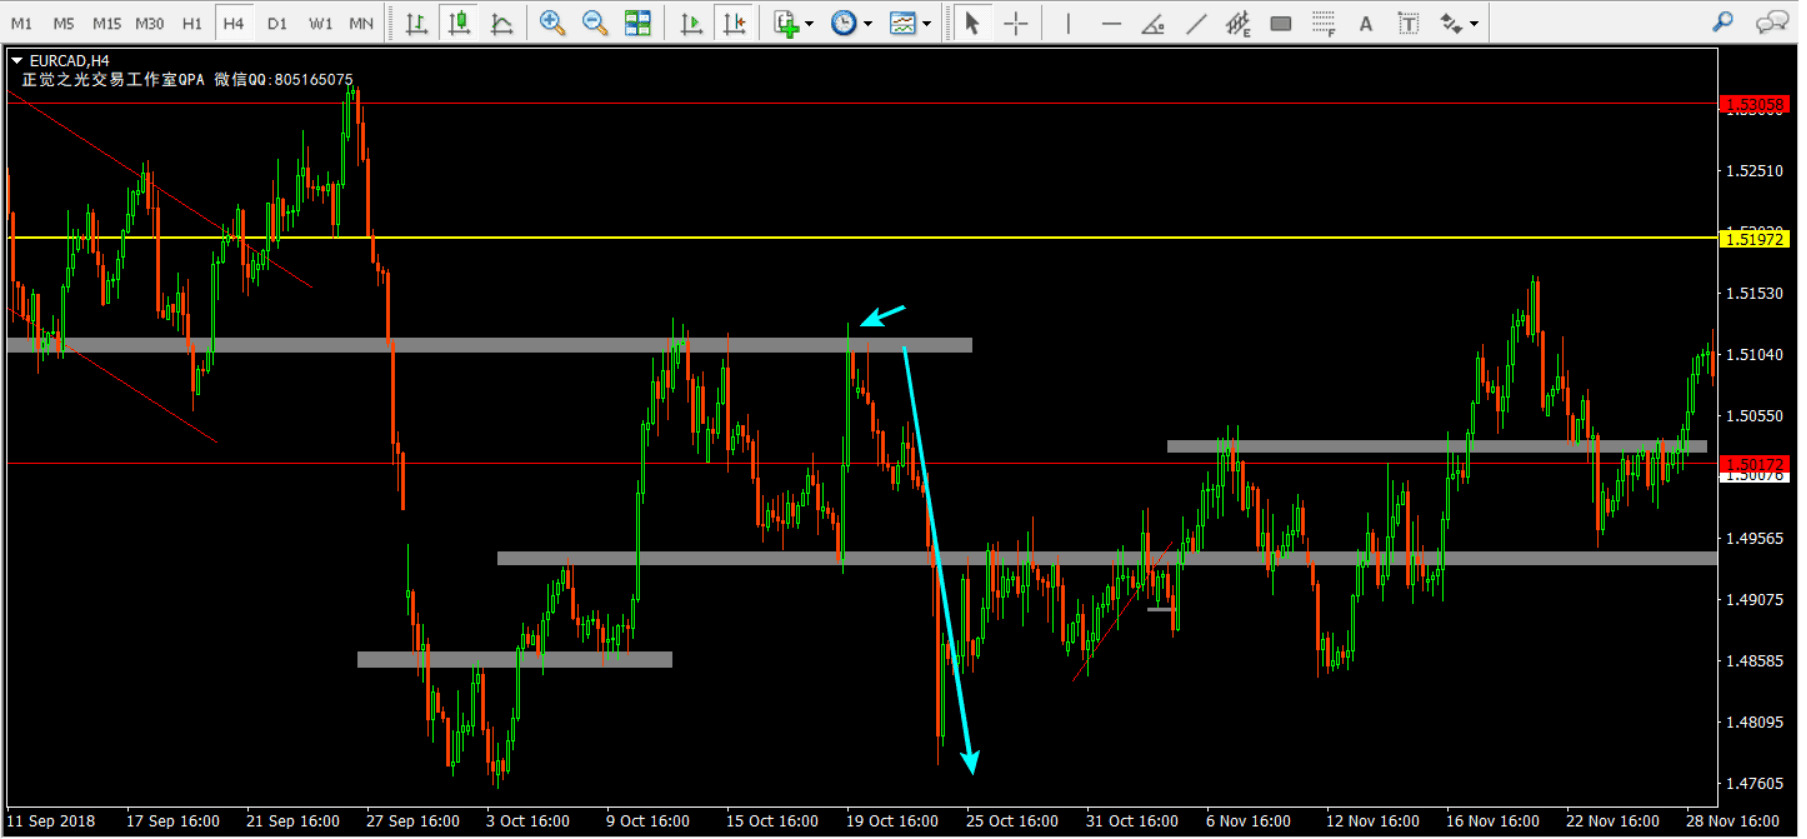 M1 M5 M15 M30 H1 H4 D1 W1 MN
E F A T
EURCAD,H4
正觉之光交易工作室QPA 微信QQ:805165075
1.53058
1.52510
1.51972
1.51530
1.51040
1.50550
1.50172
1.50076
1.49565
1.49075
1.48585
1.48095
1.47605
11 Sep 2018 17 Sep 16:00 21 Sep 16:00 27 Sep 16:00 3 Oct 16:00 9 Oct 16:00 15 Oct 16:00 19 Oct 16:00 25 Oct 16:00 31 Oct 16:00 6 Nov 16:00 12 Nov 16:00 16 Nov 16:00 22 Nov 16:00 28 Nov 16:00